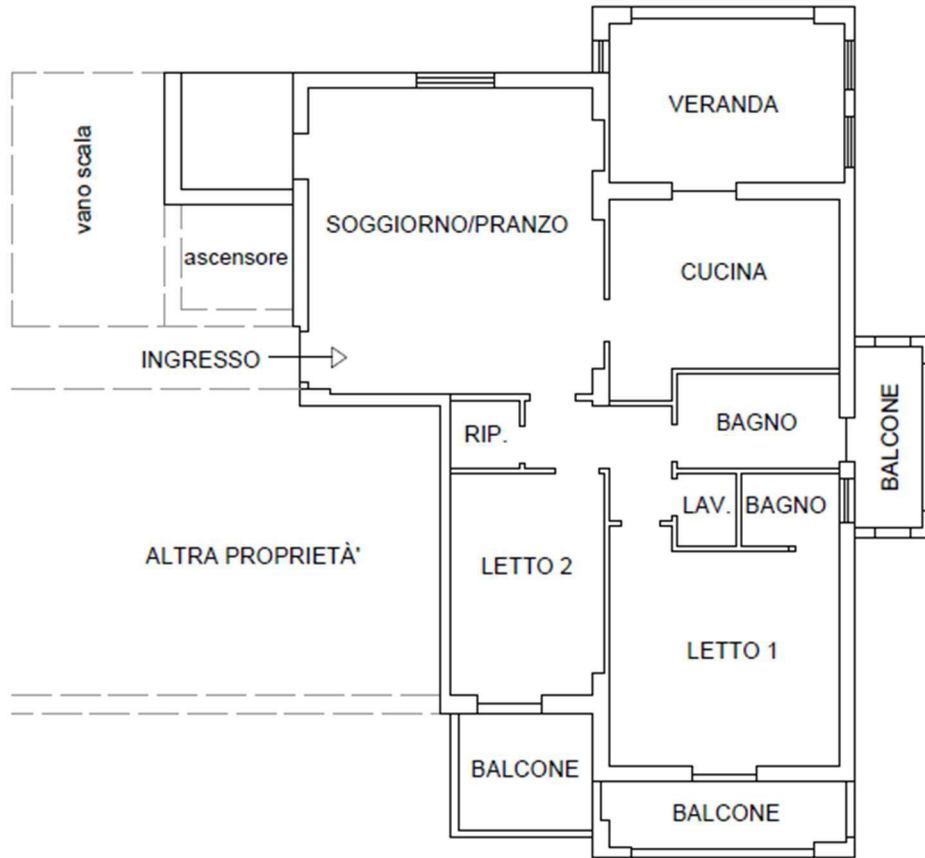 VERANDA
vano scala
SOGGIORNO/PRANZO
ascensore
CUCINA
INGRESSO
BALCONE
BAGNO
RIP.
LAV.
BAGNO
ALTRA PROPRIETÀ'
LETTO 2
LETTO 1
BALCONE
BALCONE